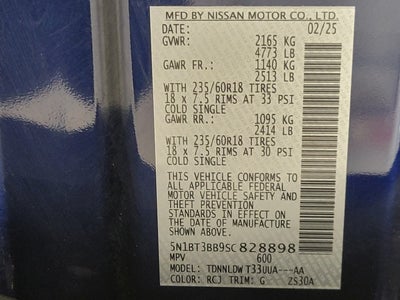 MFD BY NISSAN MOTOR CO., LTD.
DATE: 02/25
GVWR: 2165 KG
4773 LB
GAWR FR.: 1140 KG
2513 LB
WITH 235/60R18 TIRES
18 x 7.5 RIMS AT 33 PSI
COLD SINGLE
GAWR RR.: 1095 KG
2414 LB
WITH 235/60R18 TIRES
18 x 7.5 RIMS AT 30 PSI
COLD SINGLE
THIS VEHICLE CONFORMS TO
ALL APPLICABLE FEDERAL
MOTOR VEHICLE SAFETY AND
THEFT PREVENTION
STANDARDS IN EFFECT ON
THE DATE OF MANUFACTURE
SHOWN ABOVE.
5N1BT3BB9SC828898
MPV 600
MODEL: TDNNLDWT33UUA---AA
COLOR: RCJ TRIM: G ZS30A